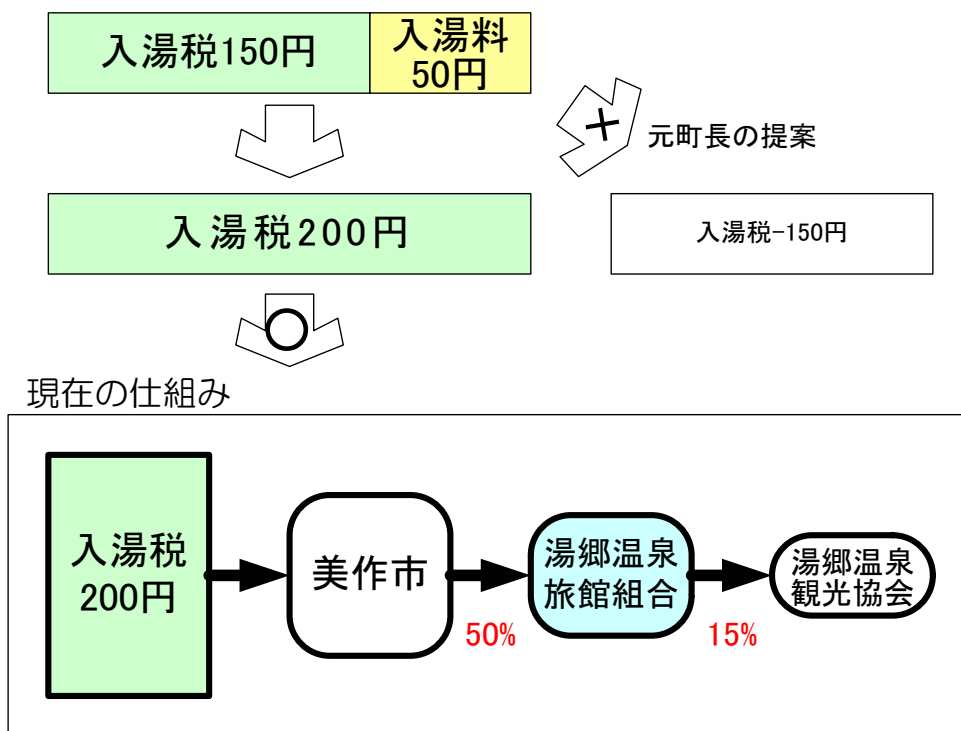 入湯税150円
入湯料
50円
元町長の提案
入湯税200円
入湯税-150円
現在の仕組み
入湯税
200円
美作市
50%
湯郷温泉
旅館組合
15%
湯郷温泉
観光協会